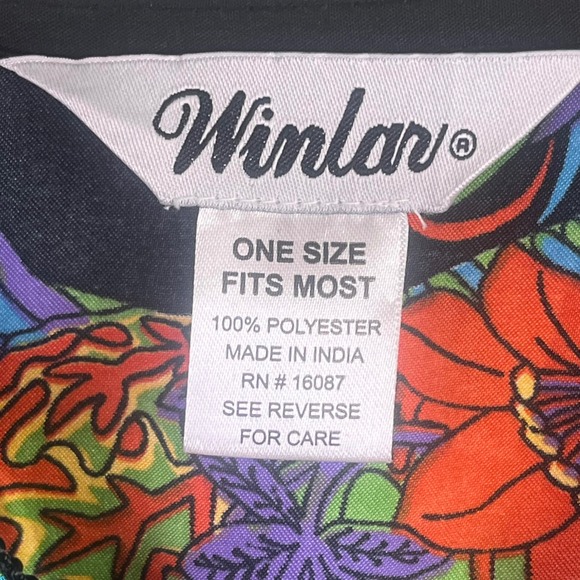 Winlar®
ONE SIZE
FITS MOST
100% POLYESTER
MADE IN INDIA
RN # 16087
SEE REVERSE
FOR CARE